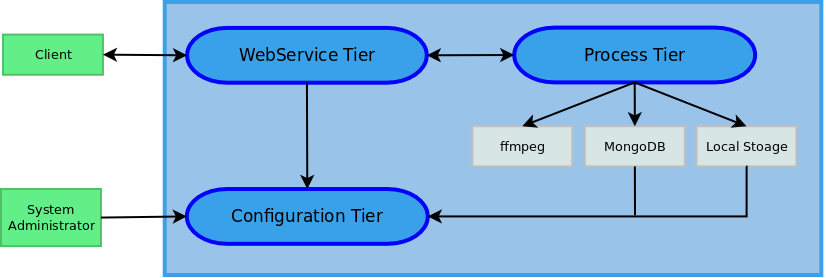 Client
WebService Tier
Process Tier
ffmpeg
MongoDB
Local Stoage
System
Administrator
Configuration Tier